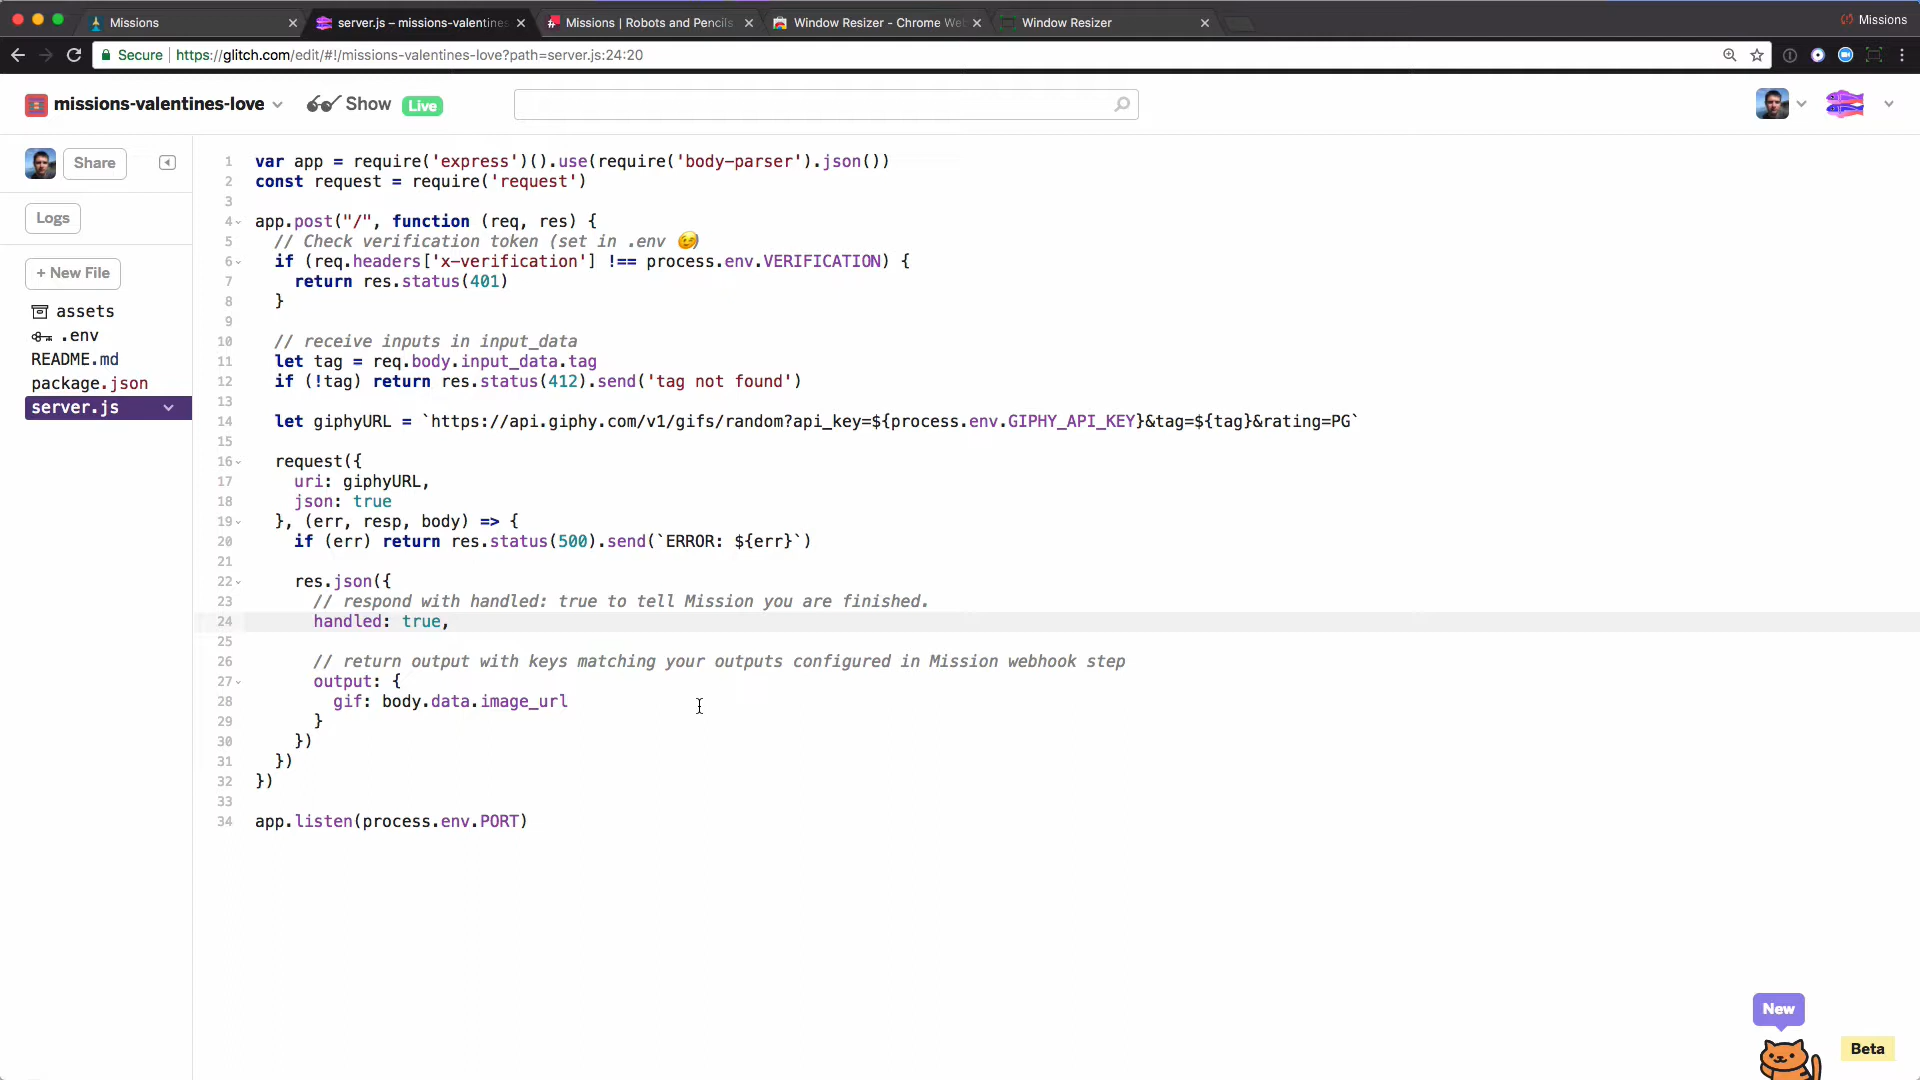 Missions
server.js – missions-valentines
Missions | Robots and Pencils
Window Resizer - Chrome We
Window Resizer
Missions
Secure
https://glitch.com/edit/#!/missions-valentines-love?path=server.js:24:20
missions-valentines-love
Show
Live
Share
Logs
+ New File
assets
.env
README.md
package.json
server.js
1 var app = require('express')().use(require('body-parser').json())
2 const request = require('request')
3
4 app.post("/", function (req, res) {
5 // Check verification token (set in .env 😉
6 if (req.headers['x-verification'] !== process.env.VERIFICATION) {
7 return res.status(401)
8 }
9
10 // receive inputs in input_data
11 let tag = req.body.input_data.tag
12 if (!tag) return res.status(412).send('tag not found')
13
14 let giphyURL = `https://api.giphy.com/v1/gifs/random?api_key=${process.env.GIPHY_API_KEY}&tag=${tag}&rating=PG`
15
16 request({
17 uri: giphyURL,
18 json: true
19 }, (err, resp, body) => {
20 if (err) return res.status(500).send(`ERROR: ${err}`)
21
22 res.json({
23 // respond with handled: true to tell Mission you are finished.
24 handled: true,
25
26 // return output with keys matching your outputs configured in Mission webhook step
27 output: {
28 gif: body.data.image_url
29 }
30 })
31 })
32 })
33
34 app.listen(process.env.PORT)
New
Beta